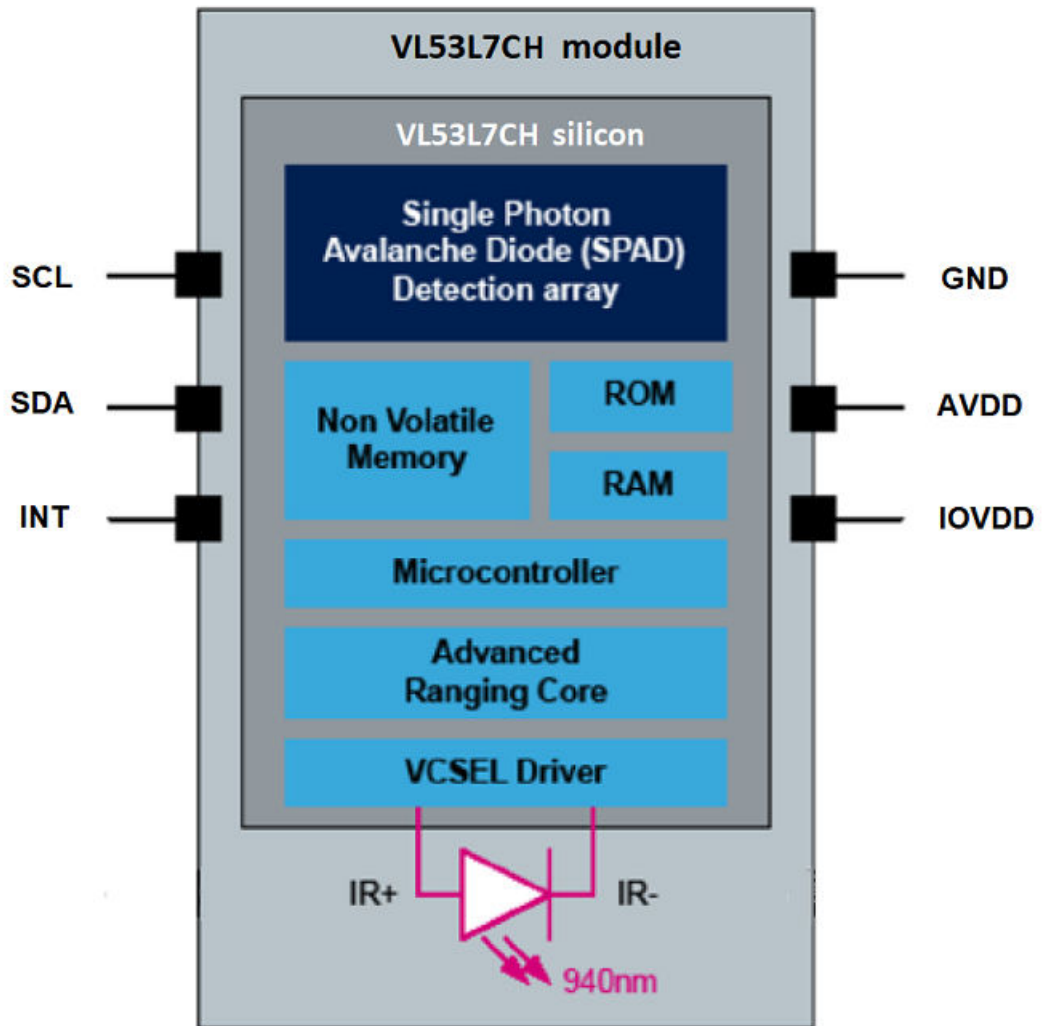 VL53L7CH module
VL53L7CH silicon
Single Photon
Avalanche Diode (SPAD)
Detection array
SCL
GND
Non Volatile
Memory
ROM
RAM
SDA
AVDD
INT
IOVDD
Microcontroller
Advanced
Ranging Core
VCSEL Driver
IR+
IR-
940nm